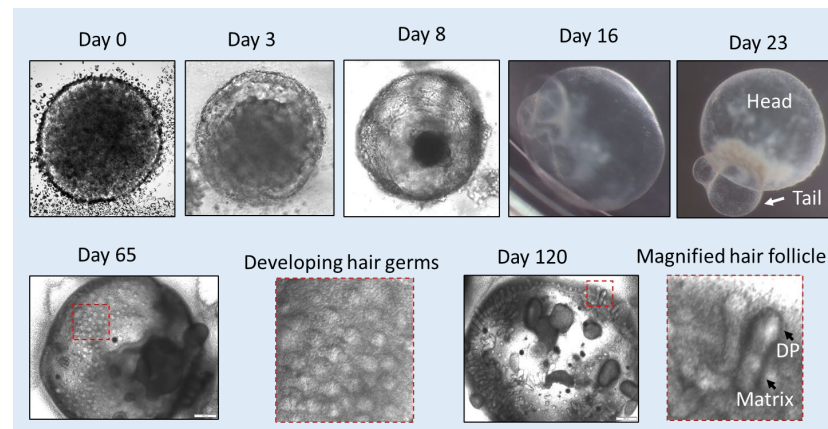 Day 0
Day 3
Day 8
Day 16
Day 23
Head
Tail
Day 65
Developing hair germs
Day 120
Magnified hair follicle
DP
Matrix